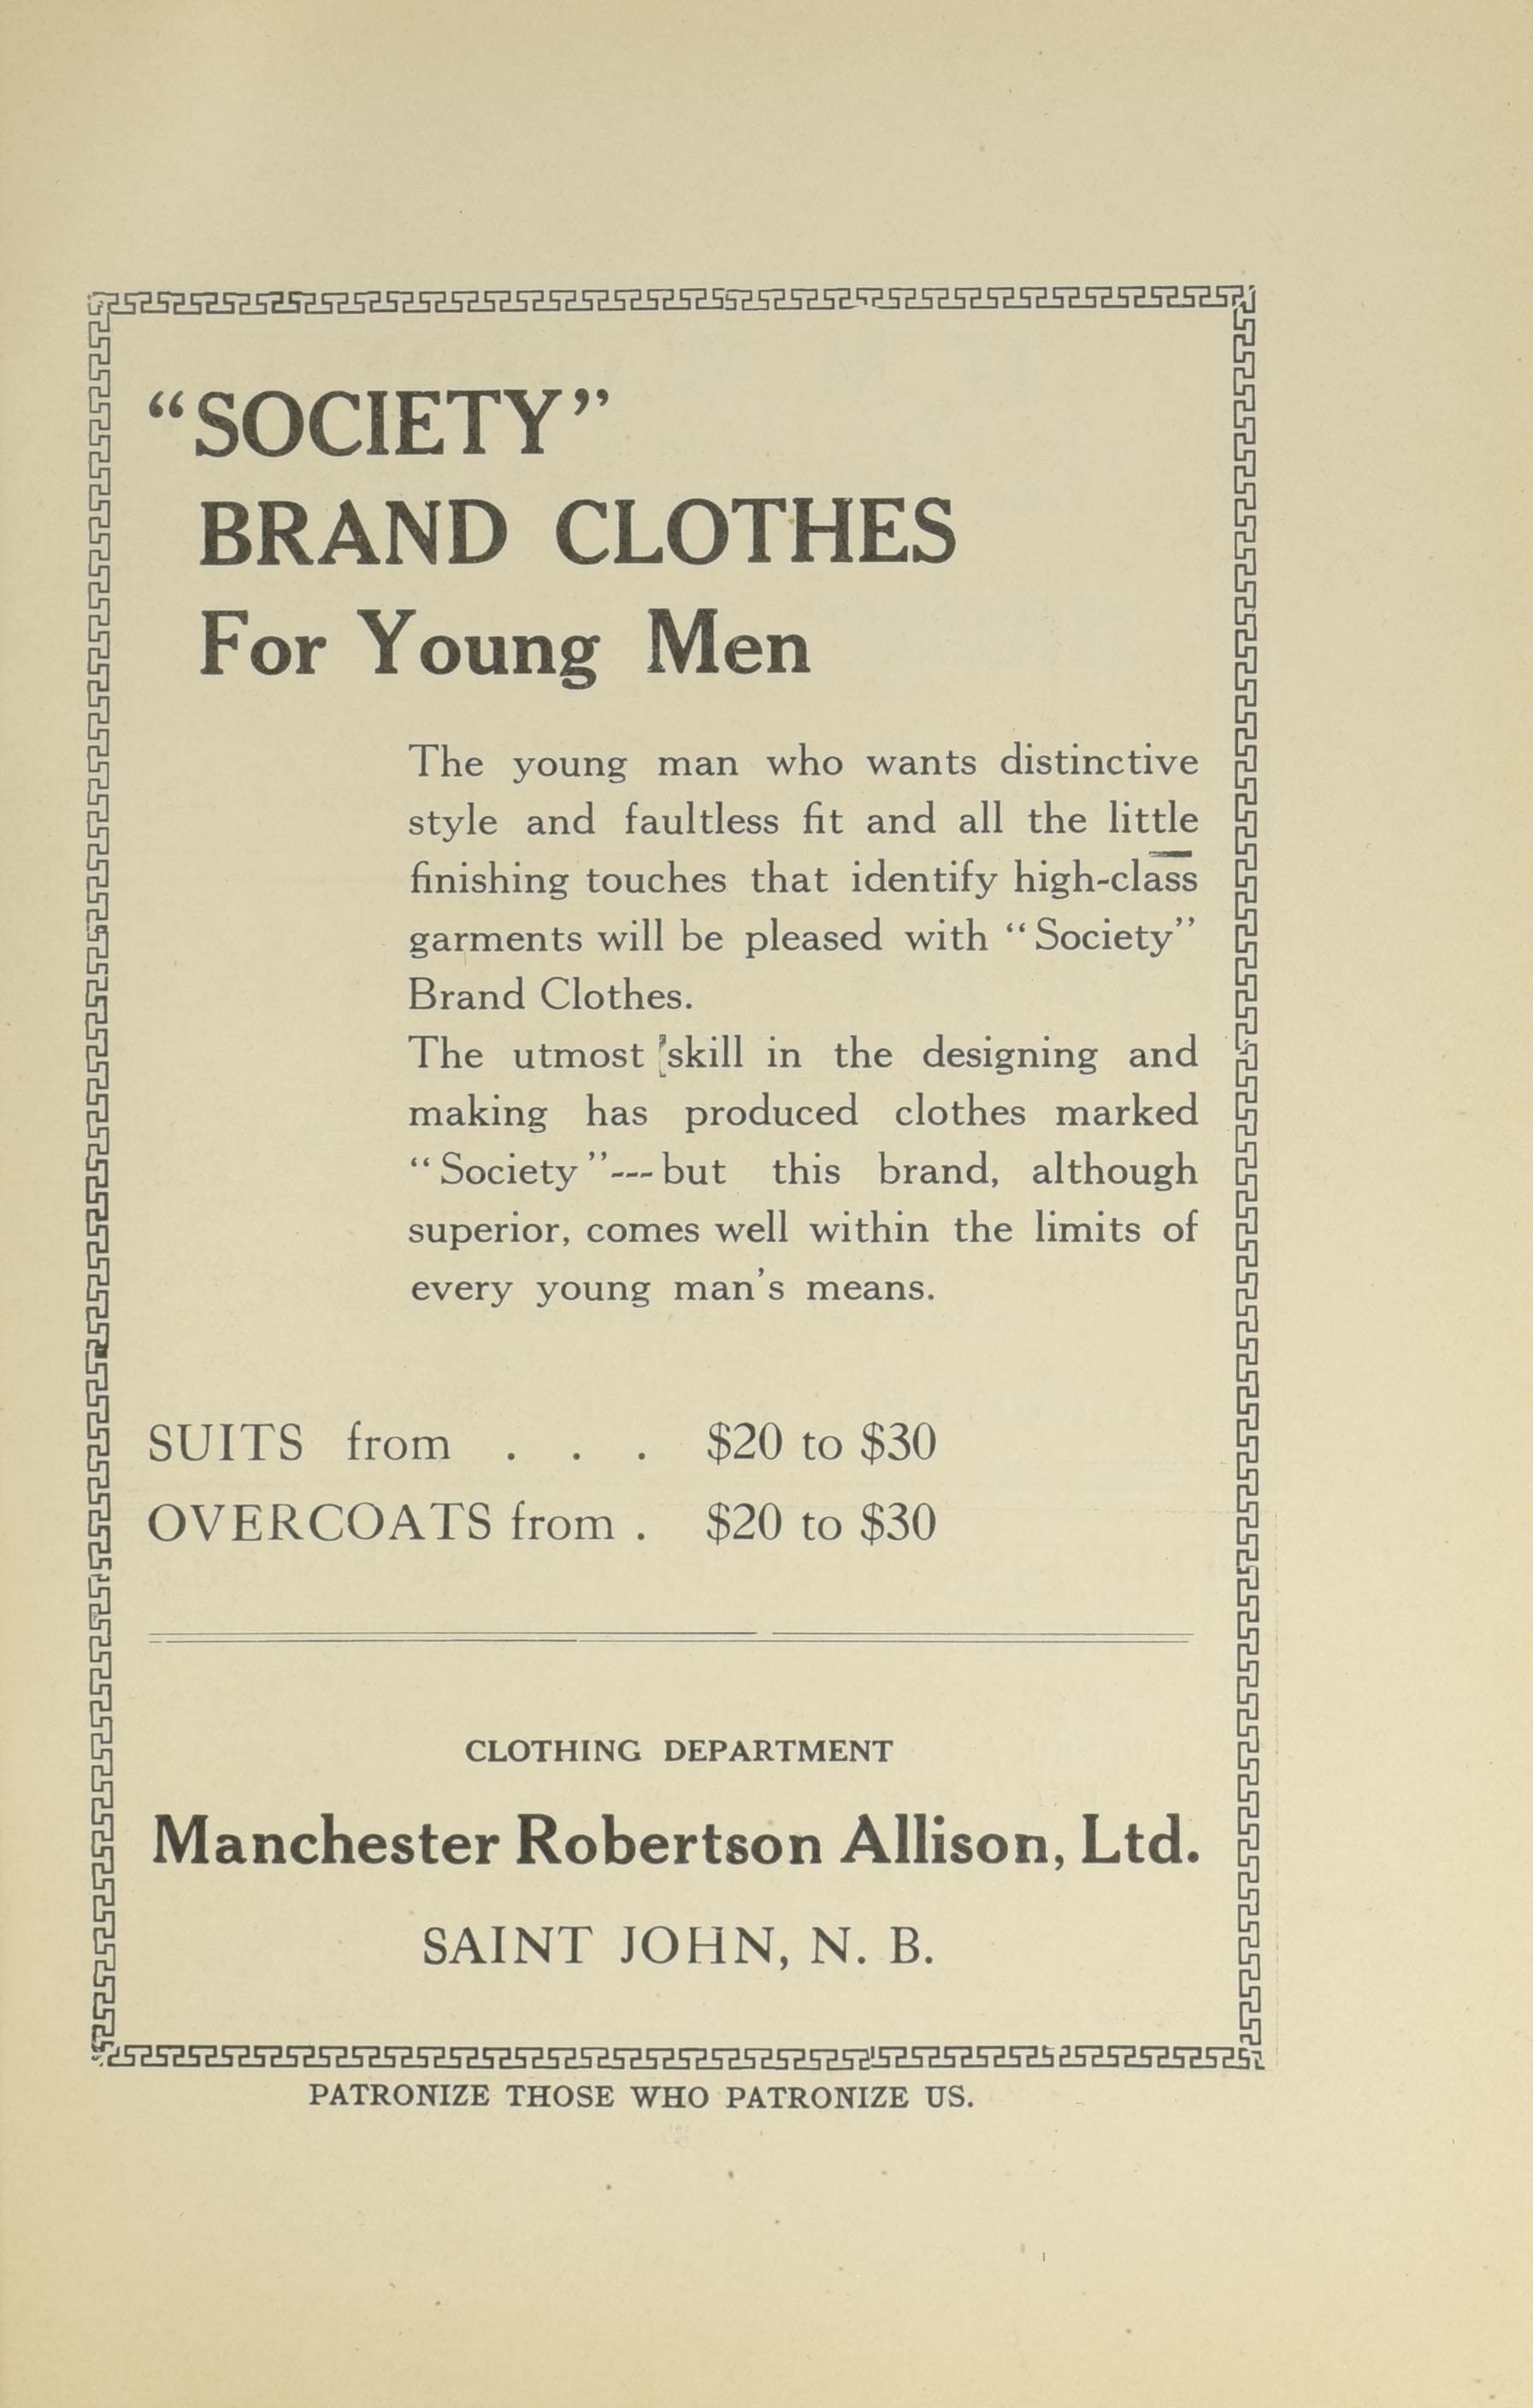 “SOCIETY”
BRAND CLOTHES
For Young Men
The young man who wants distinctive
style and faultless fit and all the little
finishing touches that identify high-class
garments will be pleased with “Society”
Brand Clothes.
The utmost skill in the designing and
making has produced clothes marked
“Society”---but this brand, although
superior, comes well within the limits of
every young man's means.
SUITS from . . . $20 to $30
OVERCOATS from . $20 to $30
CLOTHING DEPARTMENT
Manchester Robertson Allison, Ltd.
SAINT JOHN, N. B.
PATRONIZE THOSE WHO PATRONIZE US.